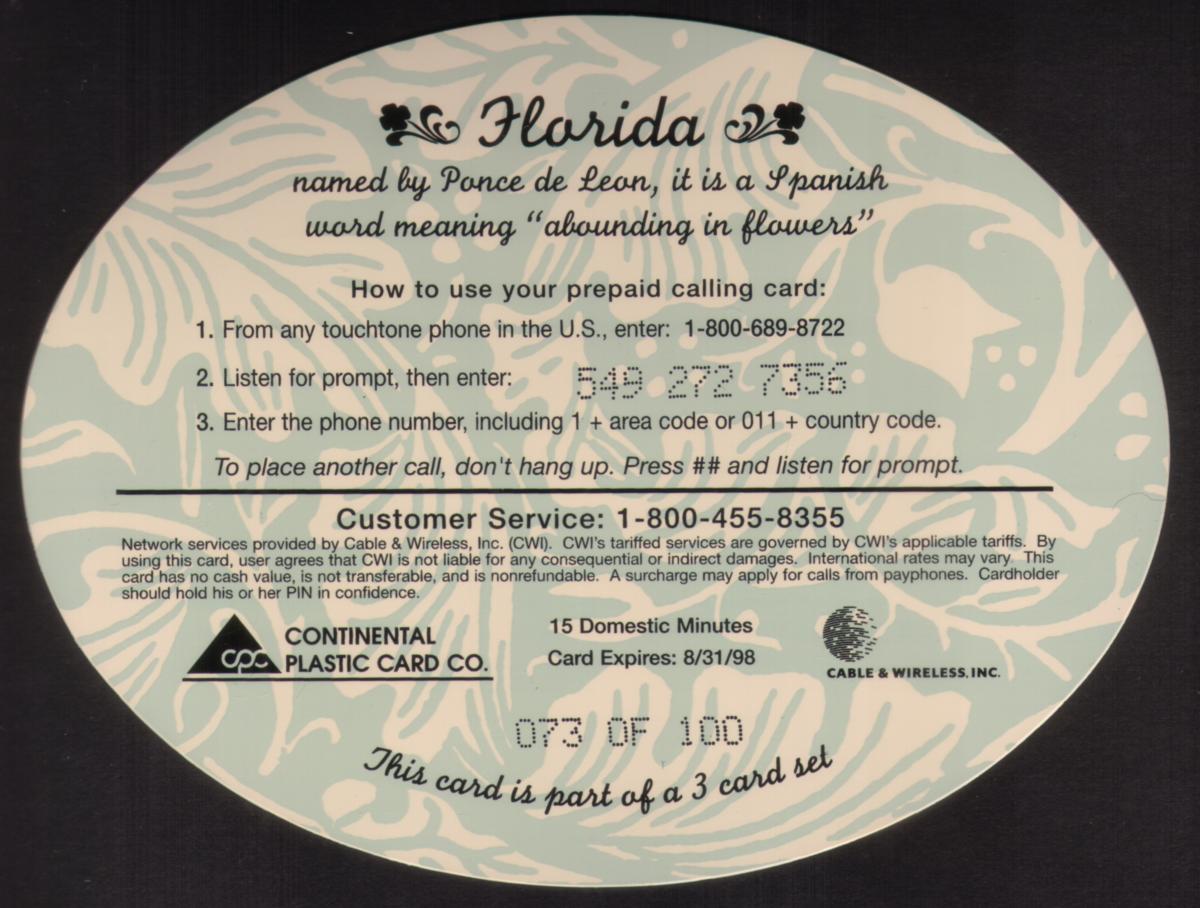 Florida
named by Ponce de Leon, it is a Spanish
word meaning "abounding in flowers"
How to use your prepaid calling card:
1. From any touchtone phone in the U.S., enter: 1-800-689-8722
2. Listen for prompt, then enter: 549 272 7356
3. Enter the phone number, including 1 + area code or 011 + country code.
To place another call, don't hang up. Press ## and listen for prompt.
Customer Service: 1-800-455-8355
Network services provided by Cable & Wireless, Inc. (CWI). CWI's tariffed services are governed by CWI's applicable tariffs. By
using this card, user agrees that CWI is not liable for any consequential or indirect damages. International rates may vary. This
card has no cash value, is not transferable, and is nonrefundable. A surcharge may apply for calls from payphones. Cardholder
should hold his or her PIN in confidence.
cpc
CONTINENTAL
PLASTIC CARD CO.
15 Domestic Minutes
Card Expires: 8/31/98
CABLE & WIRELESS, INC.
073 OF 100
This card is part of a 3 card set